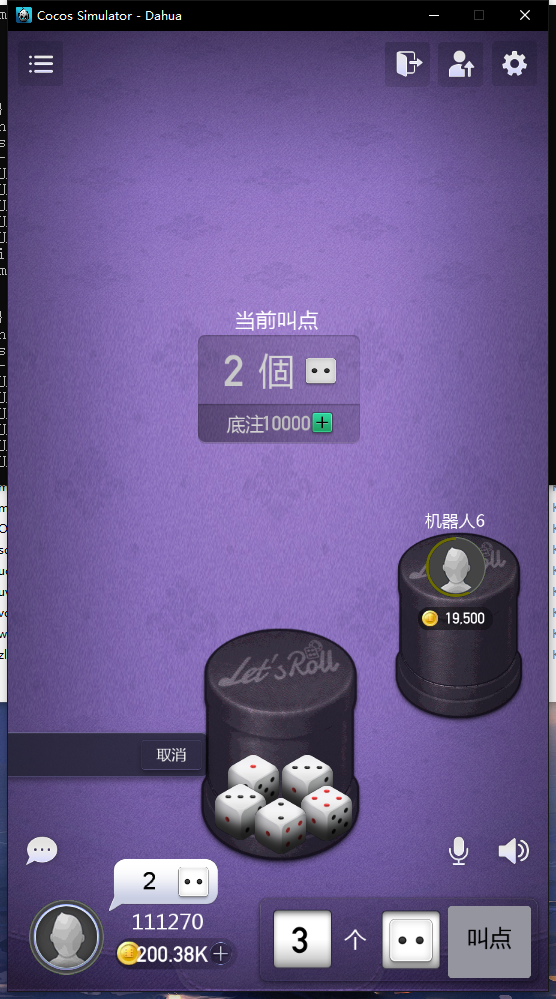 Cocos Simulator - Dahua
当前叫点
2 個
底注10000
机器人6
Let's Roll
19,500
Let's Roll
取消
2
111270
200.38K
3 个
叫点